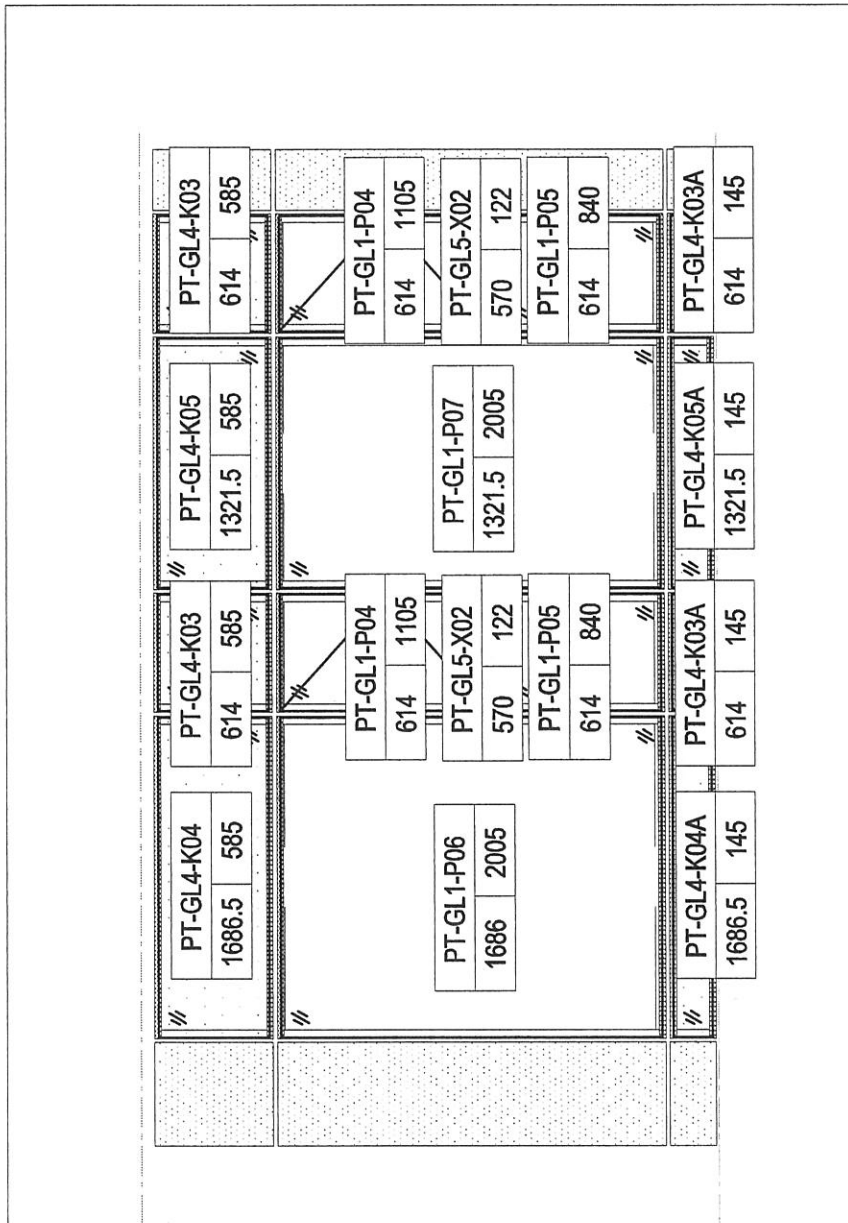 PT-GL4-K04
1686.5 585
PT-GL4-K03
614 585
PT-GL4-K05
1321.5 585
PT-GL4-K03
614 585
PT-GL1-P06
1686 2005
PT-GL1-P04
614 1105
PT-GL5-X02
570 122
PT-GL1-P05
614 840
PT-GL1-P07
1321.5 2005
PT-GL1-P04
614 1105
PT-GL5-X02
570 122
PT-GL1-P05
614 840
PT-GL4-K04A
1686.5 145
PT-GL4-K03A
614 145
PT-GL4-K05A
1321.5 145
PT-GL4-K03A
614 145